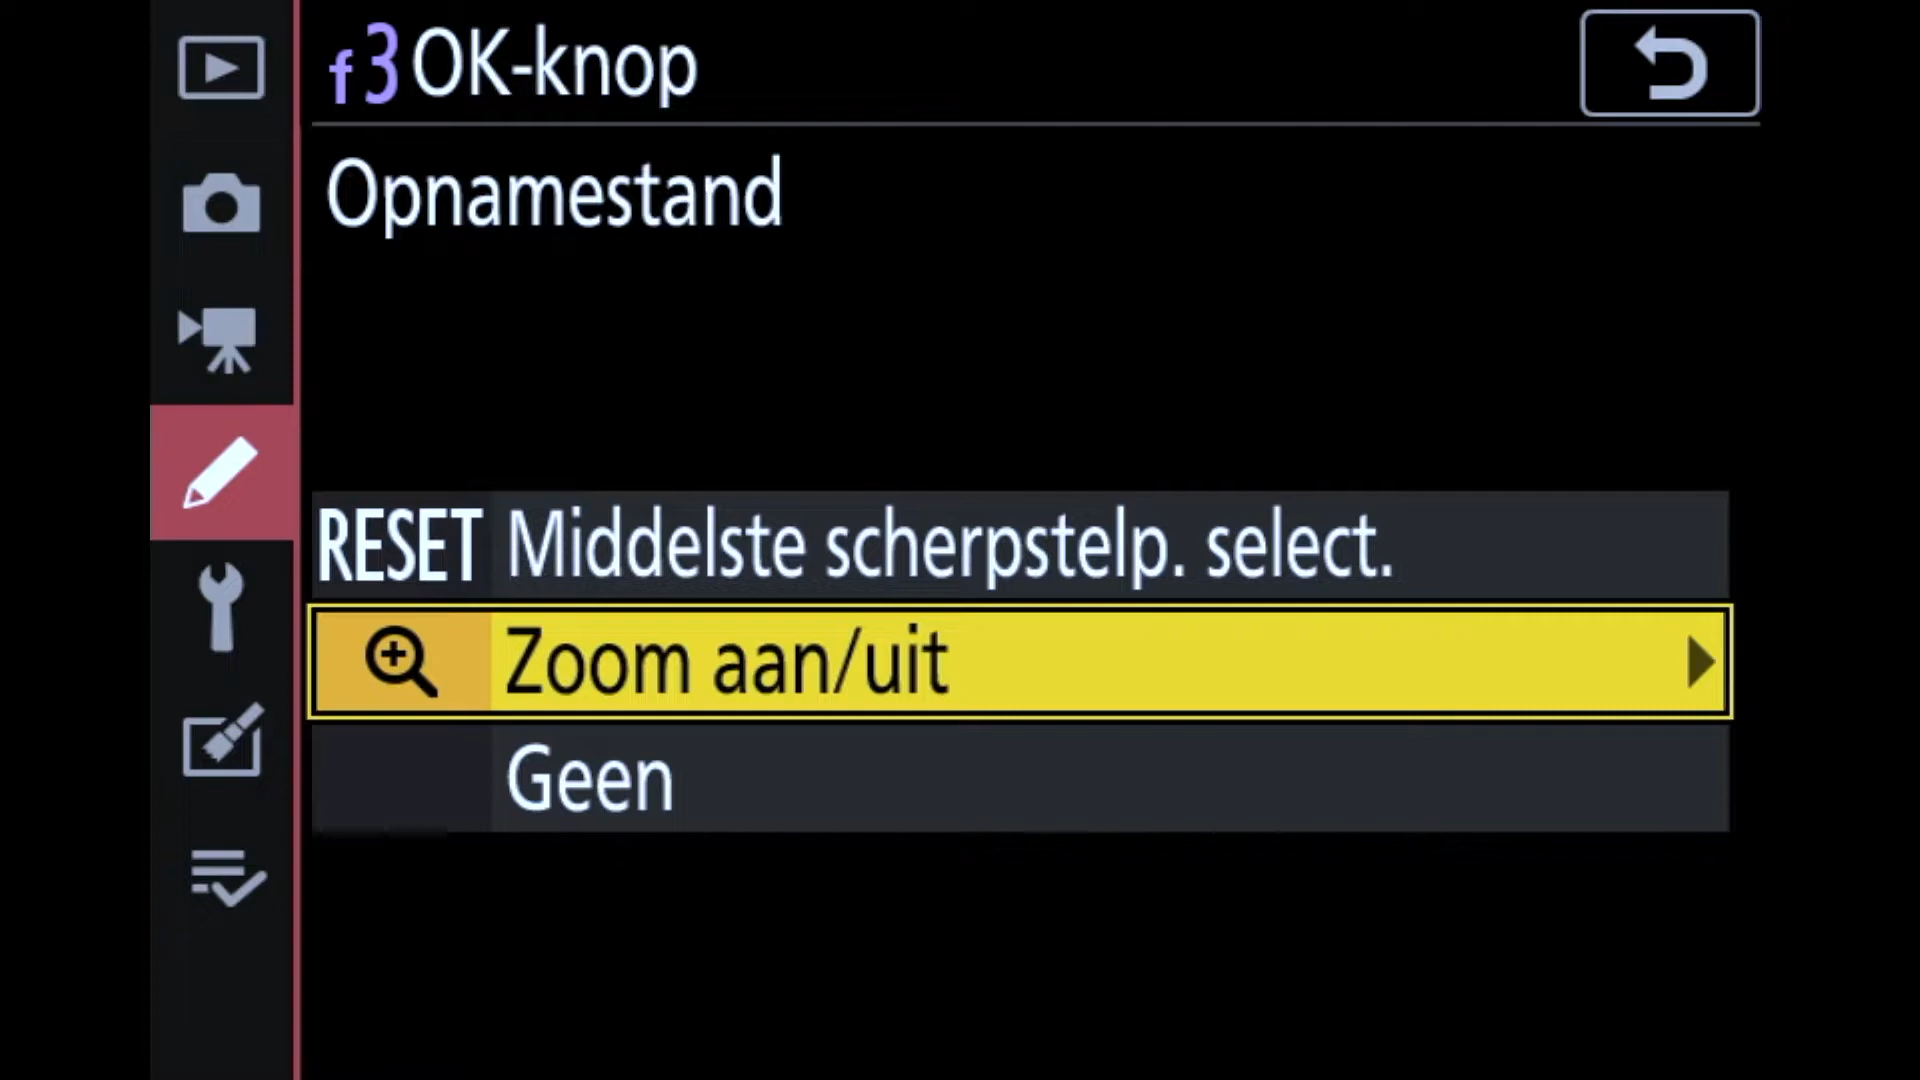 f3 OK-knop
Opnamestand
RESET Middelste scherpstelp. select.
Zoom aan/uit
Geen